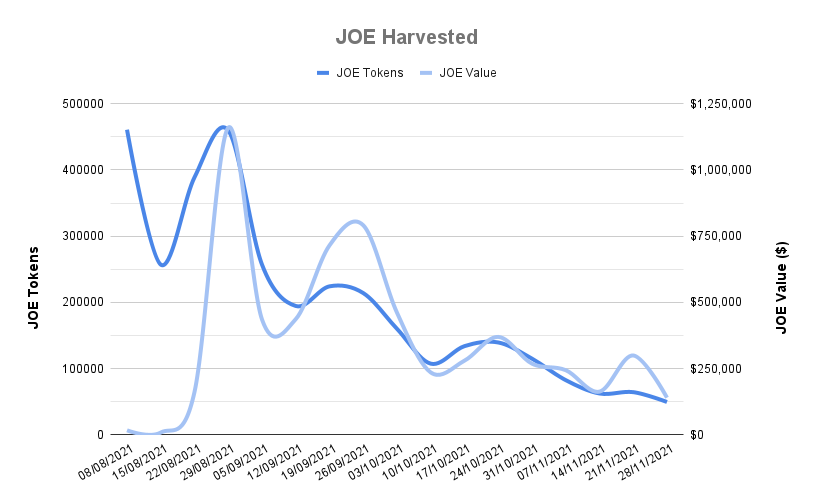 JOE Harvested
JOE Tokens JOE Value
500000 $1,250,000
400000 $1,000,000
300000 $750,000
200000 $500,000
100000 $250,000
0 $0
JOE Tokens
JOE Value ($)
08/08/2021 15/08/2021 22/08/2021 29/08/2021 05/09/2021 12/09/2021 19/09/2021 26/09/2021 03/10/2021 10/10/2021 17/10/2021 24/10/2021 31/10/2021 07/11/2021 14/11/2021 21/11/2021 28/11/2021